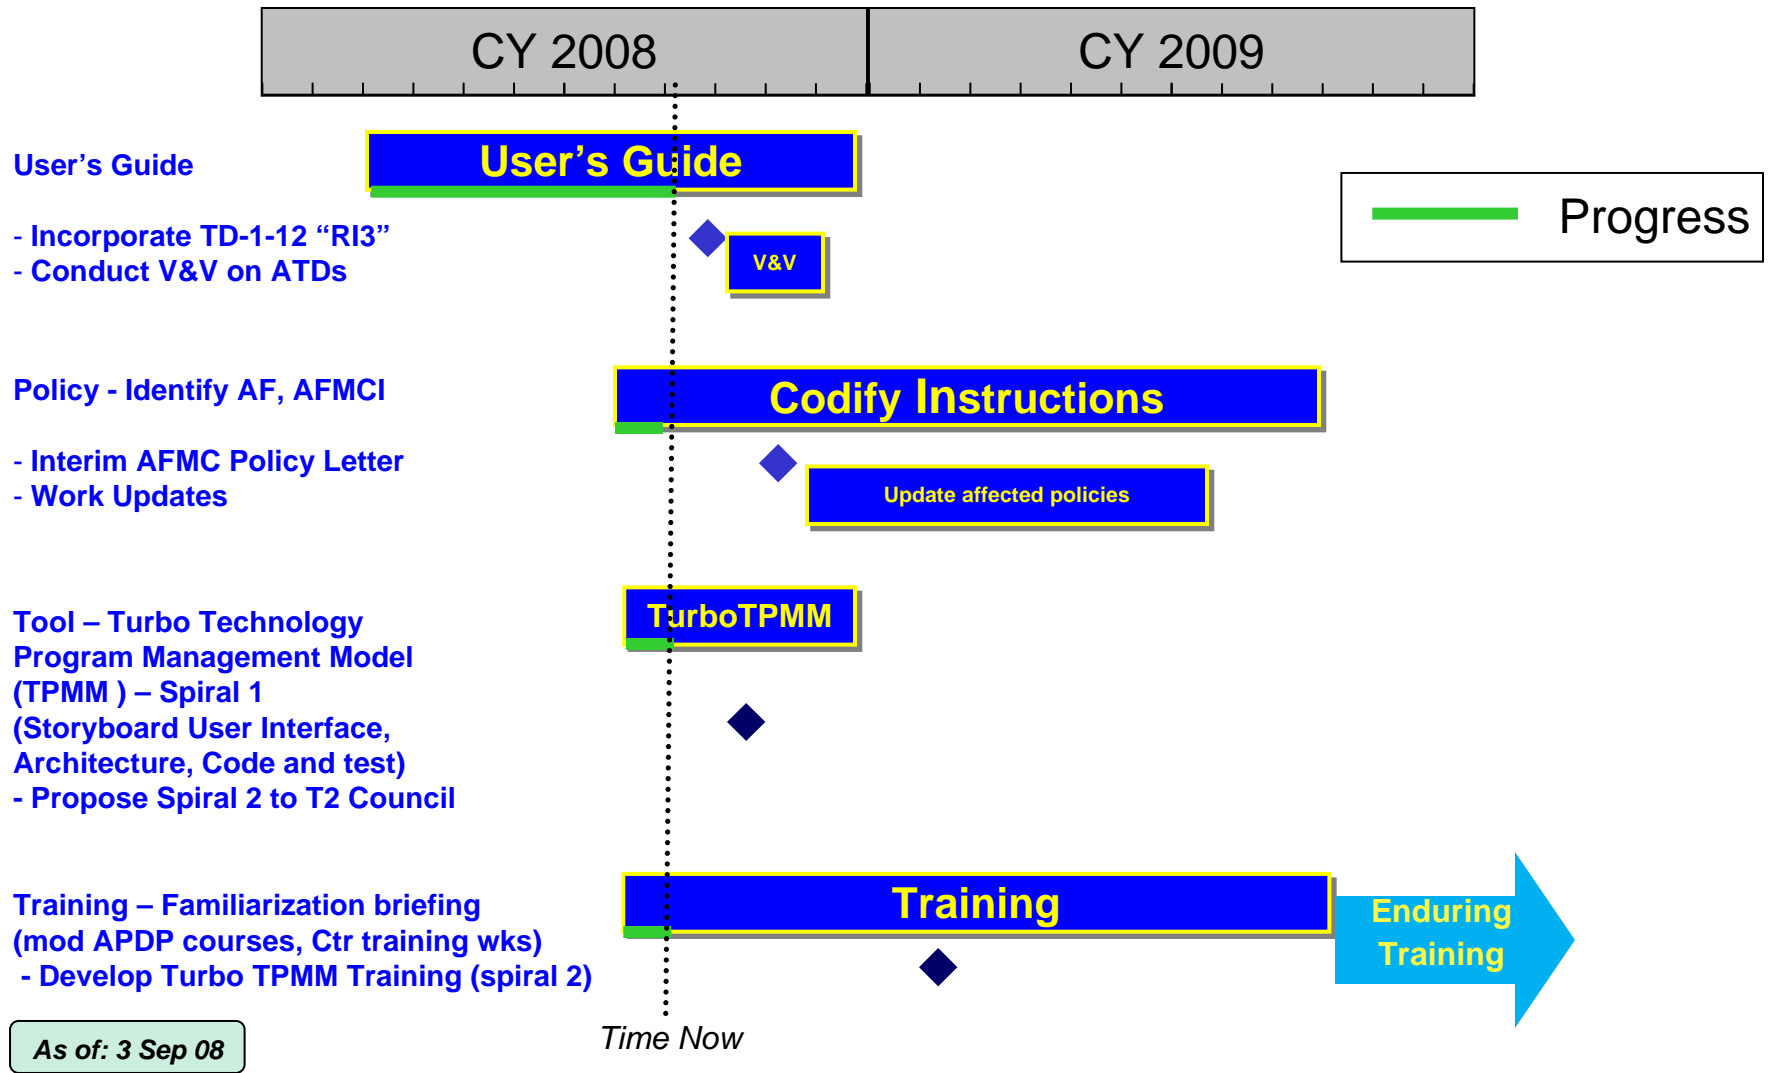 CY 2008
CY 2009
User’s Guide
User’s Guide
Progress
- Incorporate TD-1-12 “RI3”
- Conduct V&V on ATDs
V&V
Policy - Identify AF, AFMCI
Codify Instructions
- Interim AFMC Policy Letter
- Work Updates
Update affected policies
Tool – Turbo Technology
Program Management Model
(TPMM ) – Spiral 1
(Storyboard User Interface,
Architecture, Code and test)
- Propose Spiral 2 to T2 Council
TurboTPMM
Training – Familiarization briefing
(mod APDP courses, Ctr training wks)
- Develop Turbo TPMM Training (spiral 2)
Training
Enduring
Training
As of: 3 Sep 08
Time Now